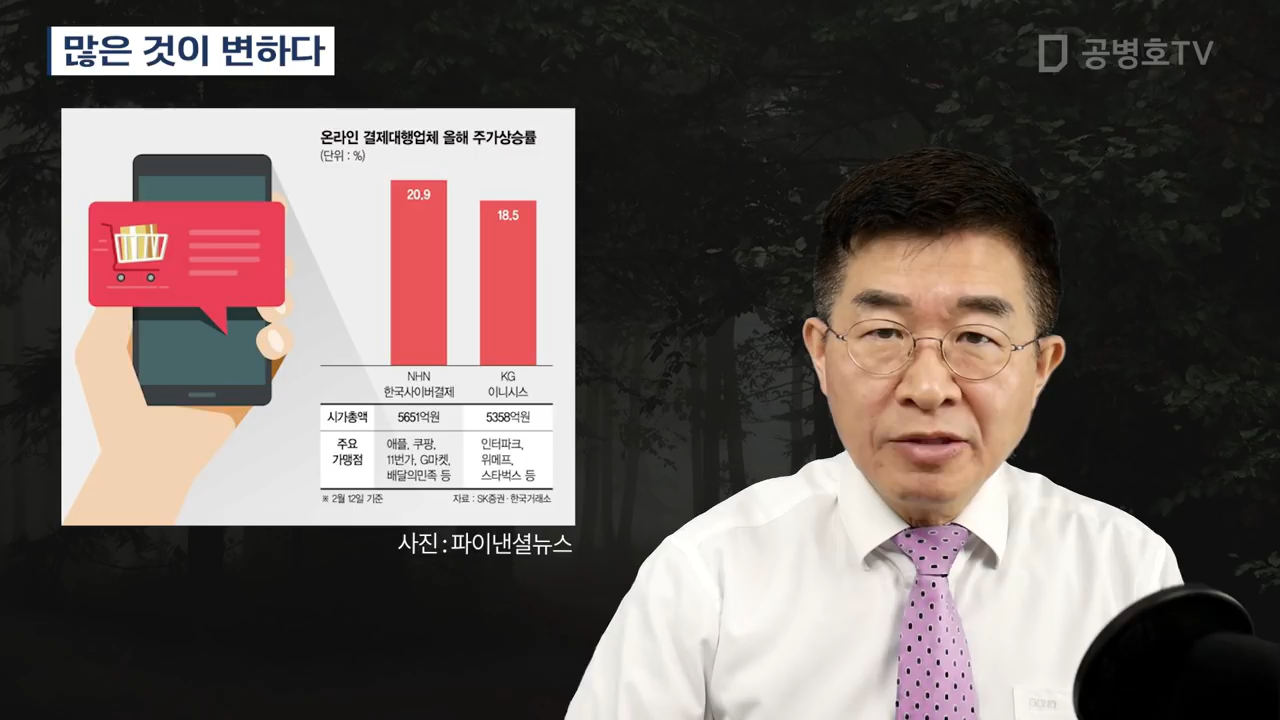 많은 것이 변하다
공병호TV
온라인 결제대행업체 올해 주가상승률
(단위 : %)
20.9
18.5
NHN
한국사이버결제
KG
이니시스
시가총액 5651억원 5358억원
주요
가맹점
애플, 쿠팡,
11번가, G마켓,
배달의민족 등
인터파크,
위메프,
스타벅스 등
※ 2월 12일 기준 자료 : SK증권·한국거래소
사진 : 파이낸셜뉴스